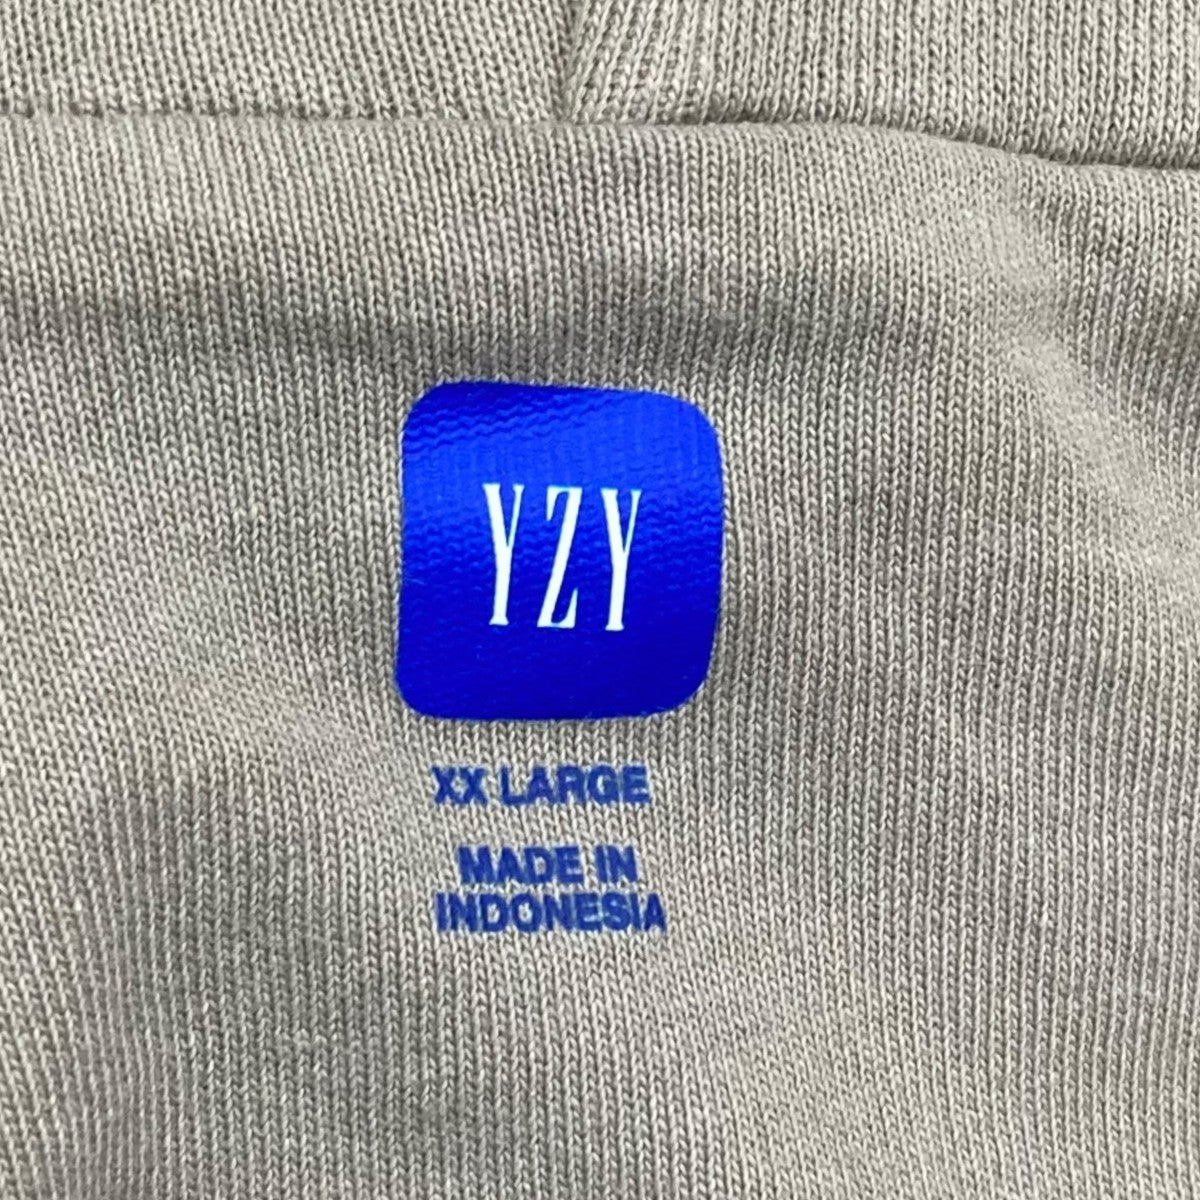 YZY
XX LARGE
MADE IN
INDONESIA